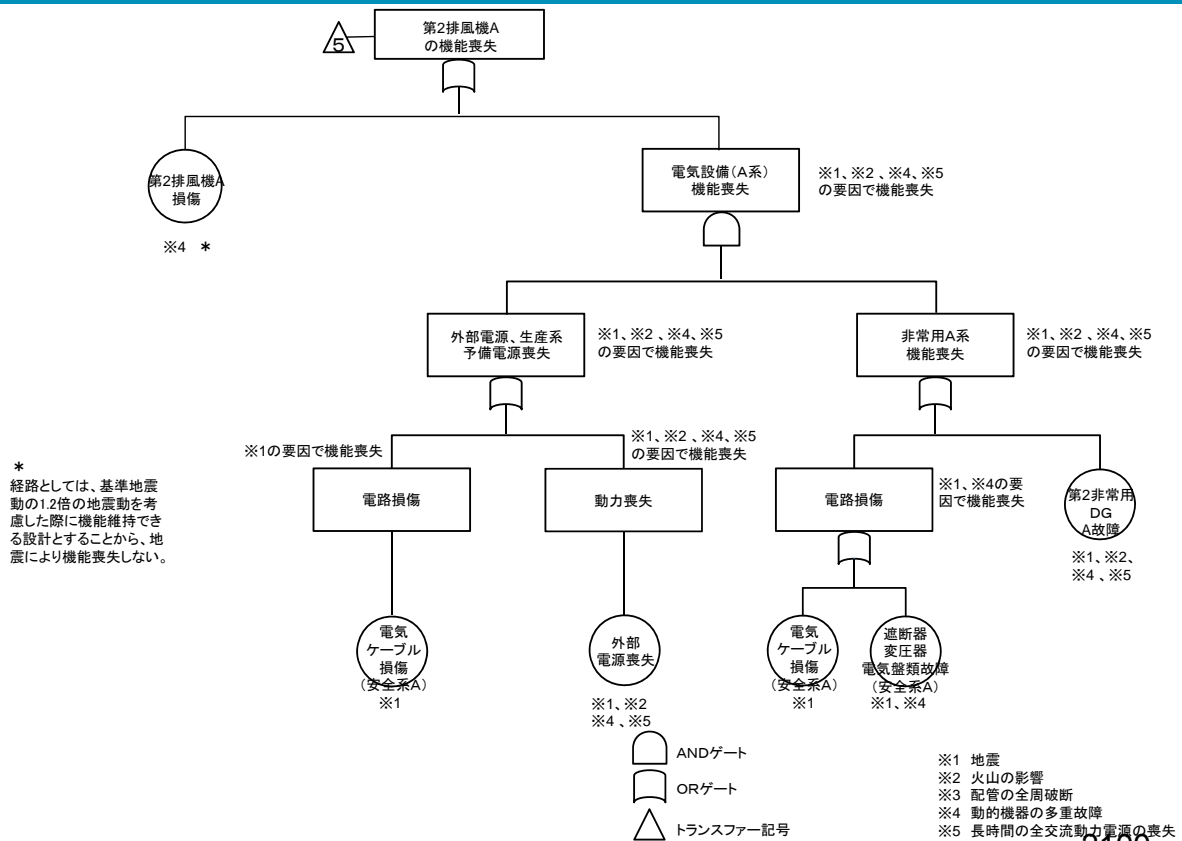 第2排風機A
の機能喪失
5
第2排風機A
損傷
※4 *
電気設備(A系)
機能喪失
※1、※2 、※4、※5
の要因で機能喪失
外部電源、生産系
予備電源喪失
※1、※2 、※4、※5
の要因で機能喪失
非常用A系
機能喪失
※1、※2 、※4、※5
の要因で機能喪失
※1の要因で機能喪失
電路損傷
※1、※2 、※4、※5
の要因で機能喪失
動力喪失
電路損傷
※1、※4の要
因で機能喪失
第2非常用
DG
A故障
※1、※2、
※4 、※5
*
経路としては、基準地震
動の1.2倍の地震動を考
慮した際に機能維持でき
る設計とすることから、地
震により機能喪失しない。
電気
ケーブル
損傷
(安全系A)
※1
外部
電源喪失
※1、※2
※4 、※5
電気
ケーブル
損傷
(安全系A)
※1
遮断器
変圧器
電気盤類故障
(安全系A)
※1、※4
ANDゲート
ORゲート
トランスファー記号
※1 地震
※2 火山の影響
※3 配管の全周破断
※4 動的機器の多重故障
※5 長時間の全交流動力電源の喪失